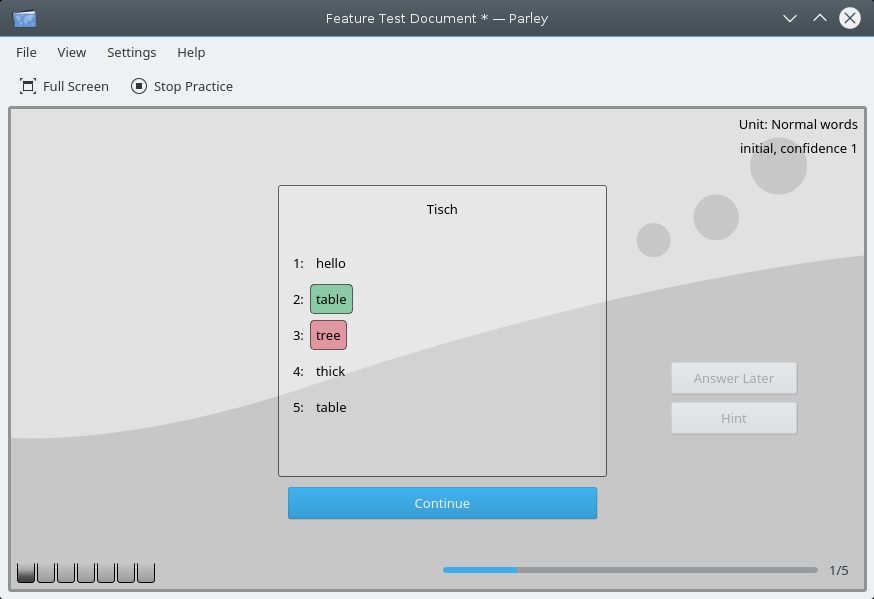 Feature Test Document * — Parley
File View Settings Help
Full Screen Stop Practice
Unit: Normal words
initial, confidence 1
Tisch
1: hello
2: table
3: tree
4: thick
5: table
Answer Later
Hint
Continue
1/5